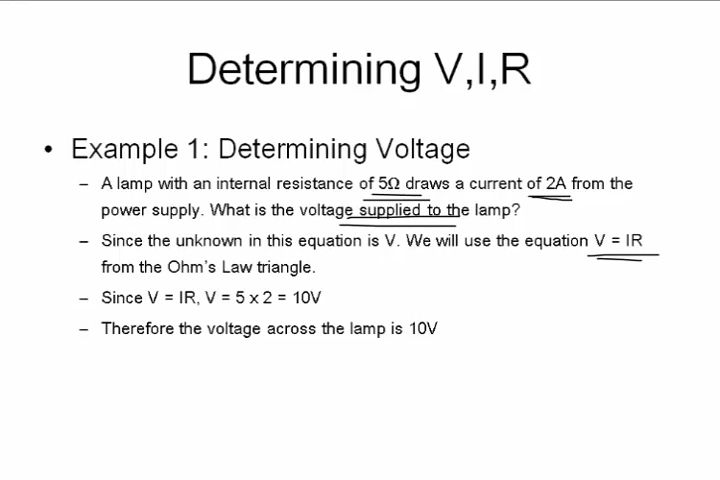 Determining V,I,R
• Example 1: Determining Voltage
– A lamp with an internal resistance of 5Ω draws a current of 2A from the
power supply. What is the voltage supplied to the lamp?
– Since the unknown in this equation is V. We will use the equation V = IR
from the Ohm's Law triangle.
– Since V = IR, V = 5 x 2 = 10V
– Therefore the voltage across the lamp is 10V